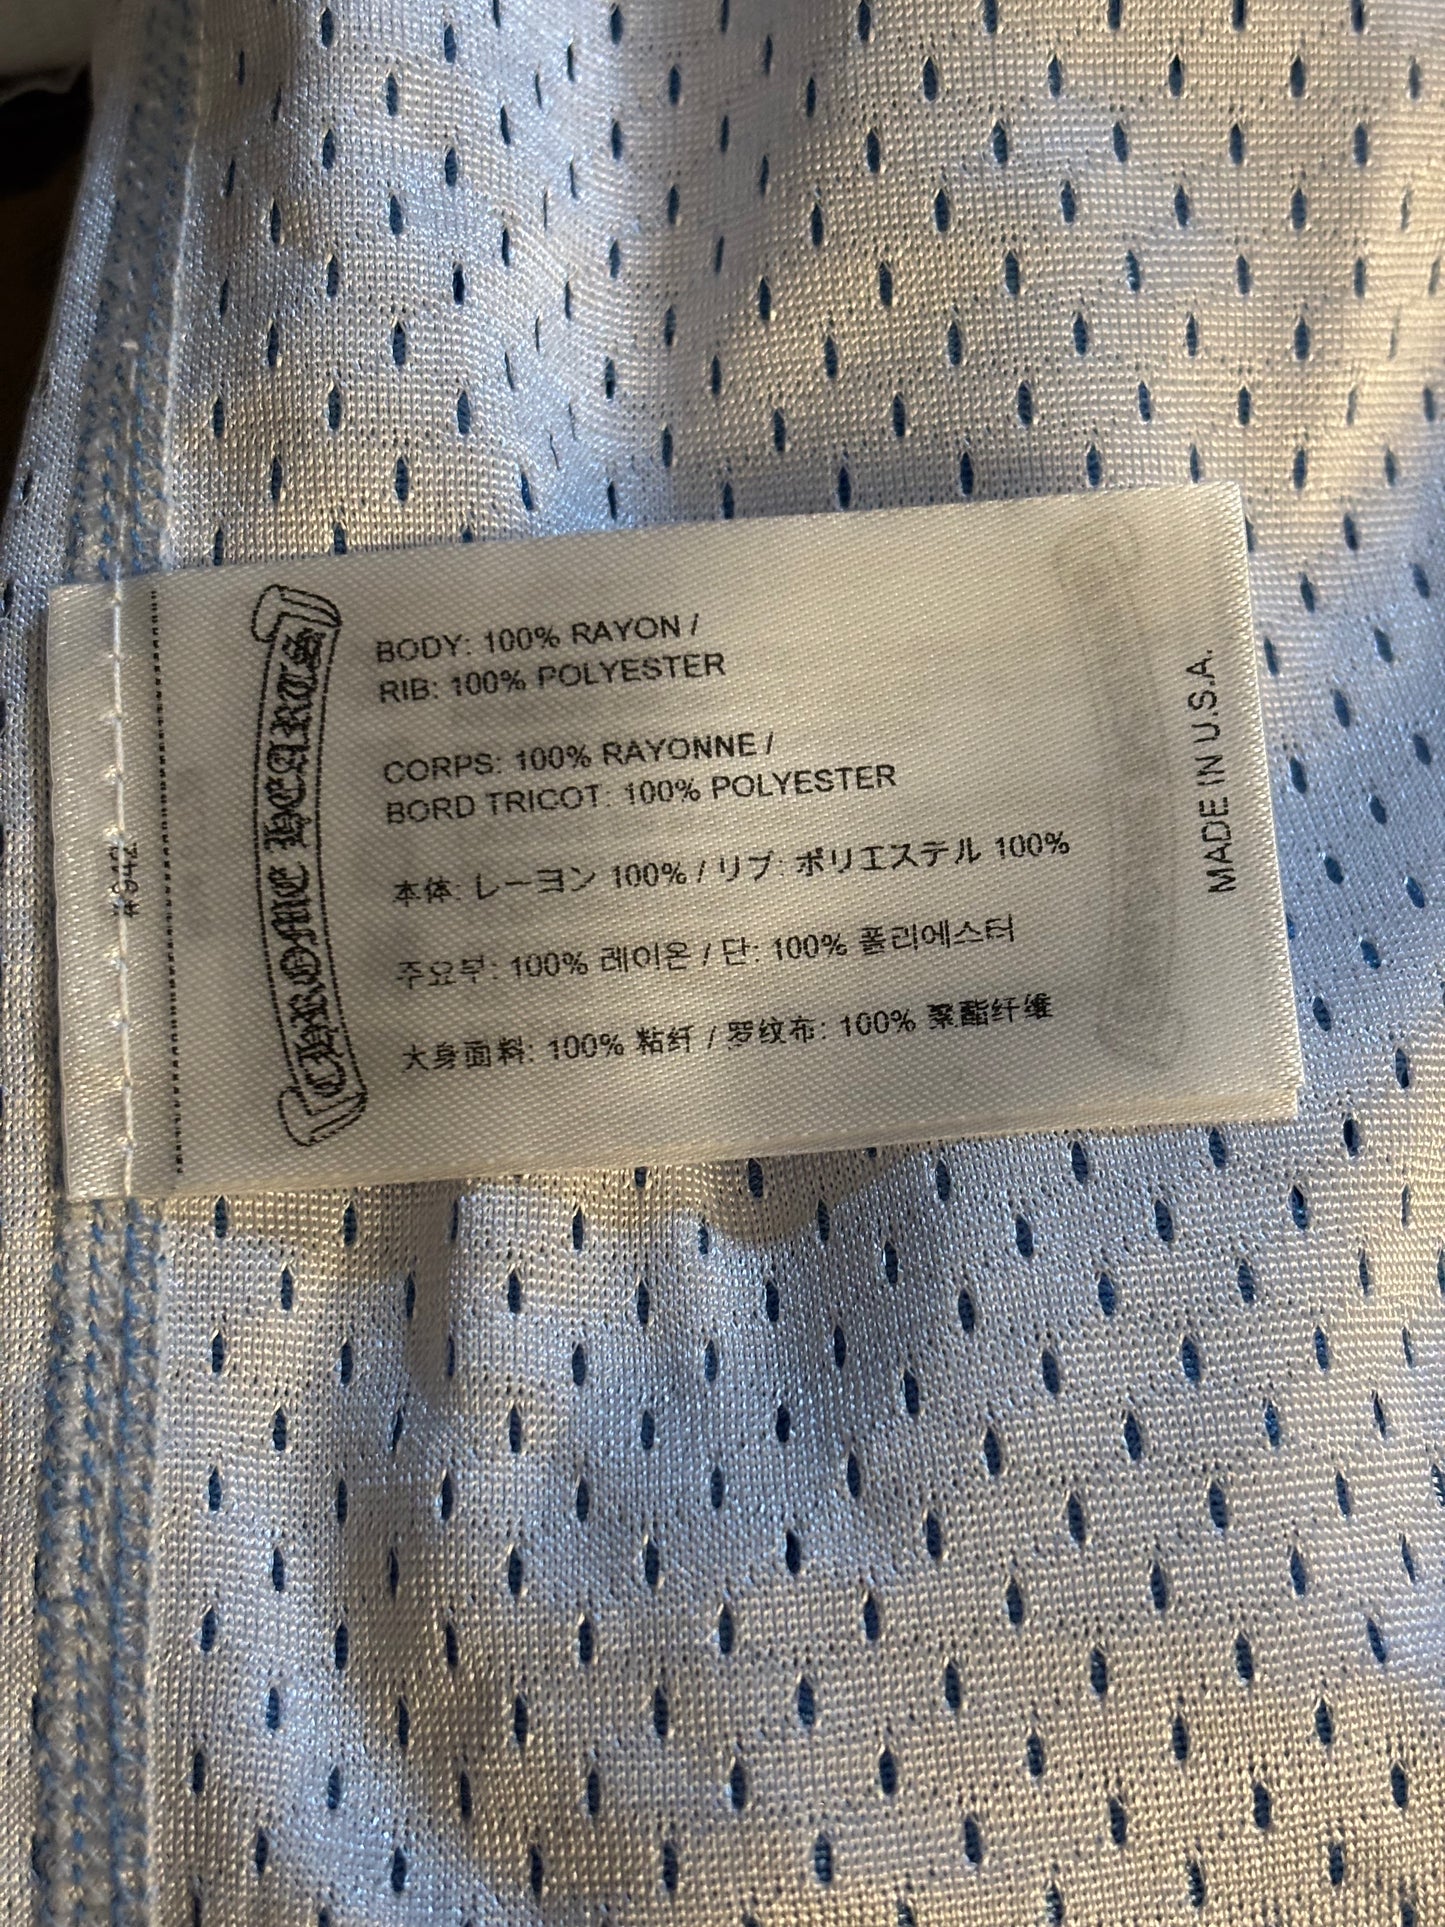 CHROME HEARTS
BODY: 100% RAYON /
RIB: 100% POLYESTER
CORPS: 100% RAYONNE /
BORD TRICOT: 100% POLYESTER
本体: レーヨン 100% / リブ: ポリエステル 100%
주요부: 100% 레이온 / 단: 100% 폴리에스터
大身面料: 100% 粘纤 / 罗纹布: 100% 聚酯纤维
MADE IN U.S.A.